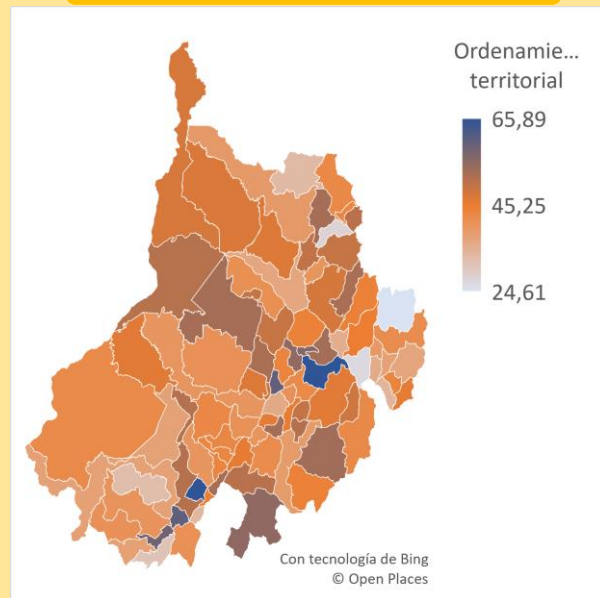 Ordenamie...
territorial
65,89
45,25
24,61
Con tecnología de Bing
© Open Places